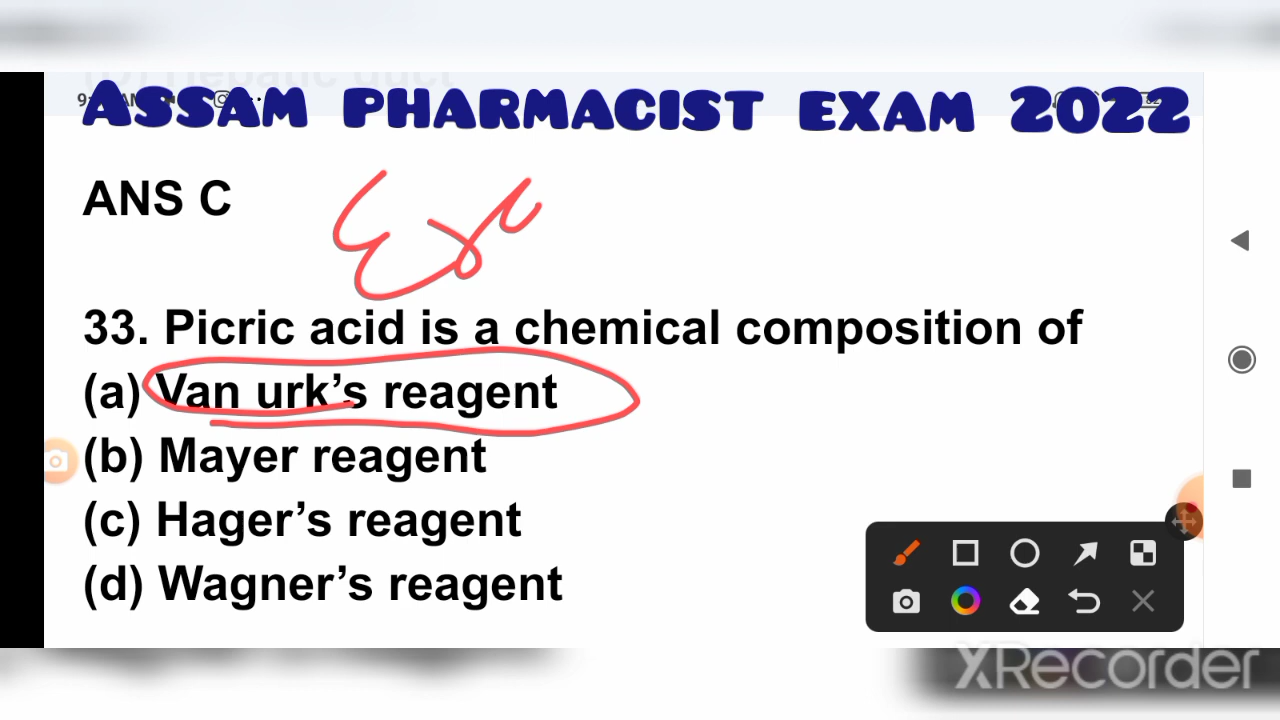 ASSAM PHARMACIST EXAM 2022
ANS C
33. Picric acid is a chemical composition of
(a) Van urk’s reagent
(b) Mayer reagent
(c) Hager’s reagent
(d) Wagner’s reagent
XRecorder